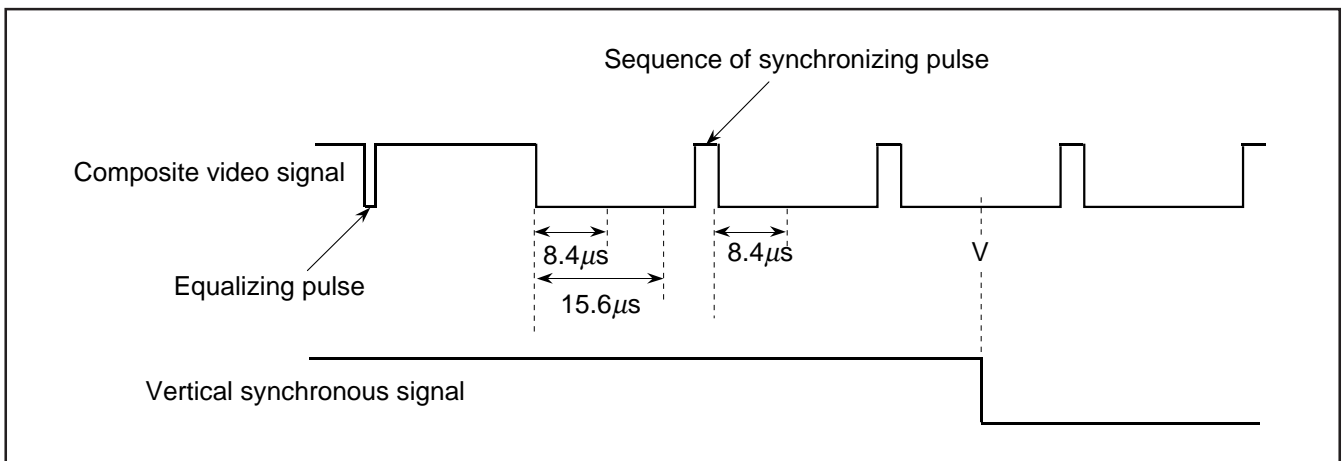 Sequence of synchronizing pulse
Composite video signal
8.4μs
8.4μs
V
Equalizing pulse
15.6μs
Vertical synchronous signal